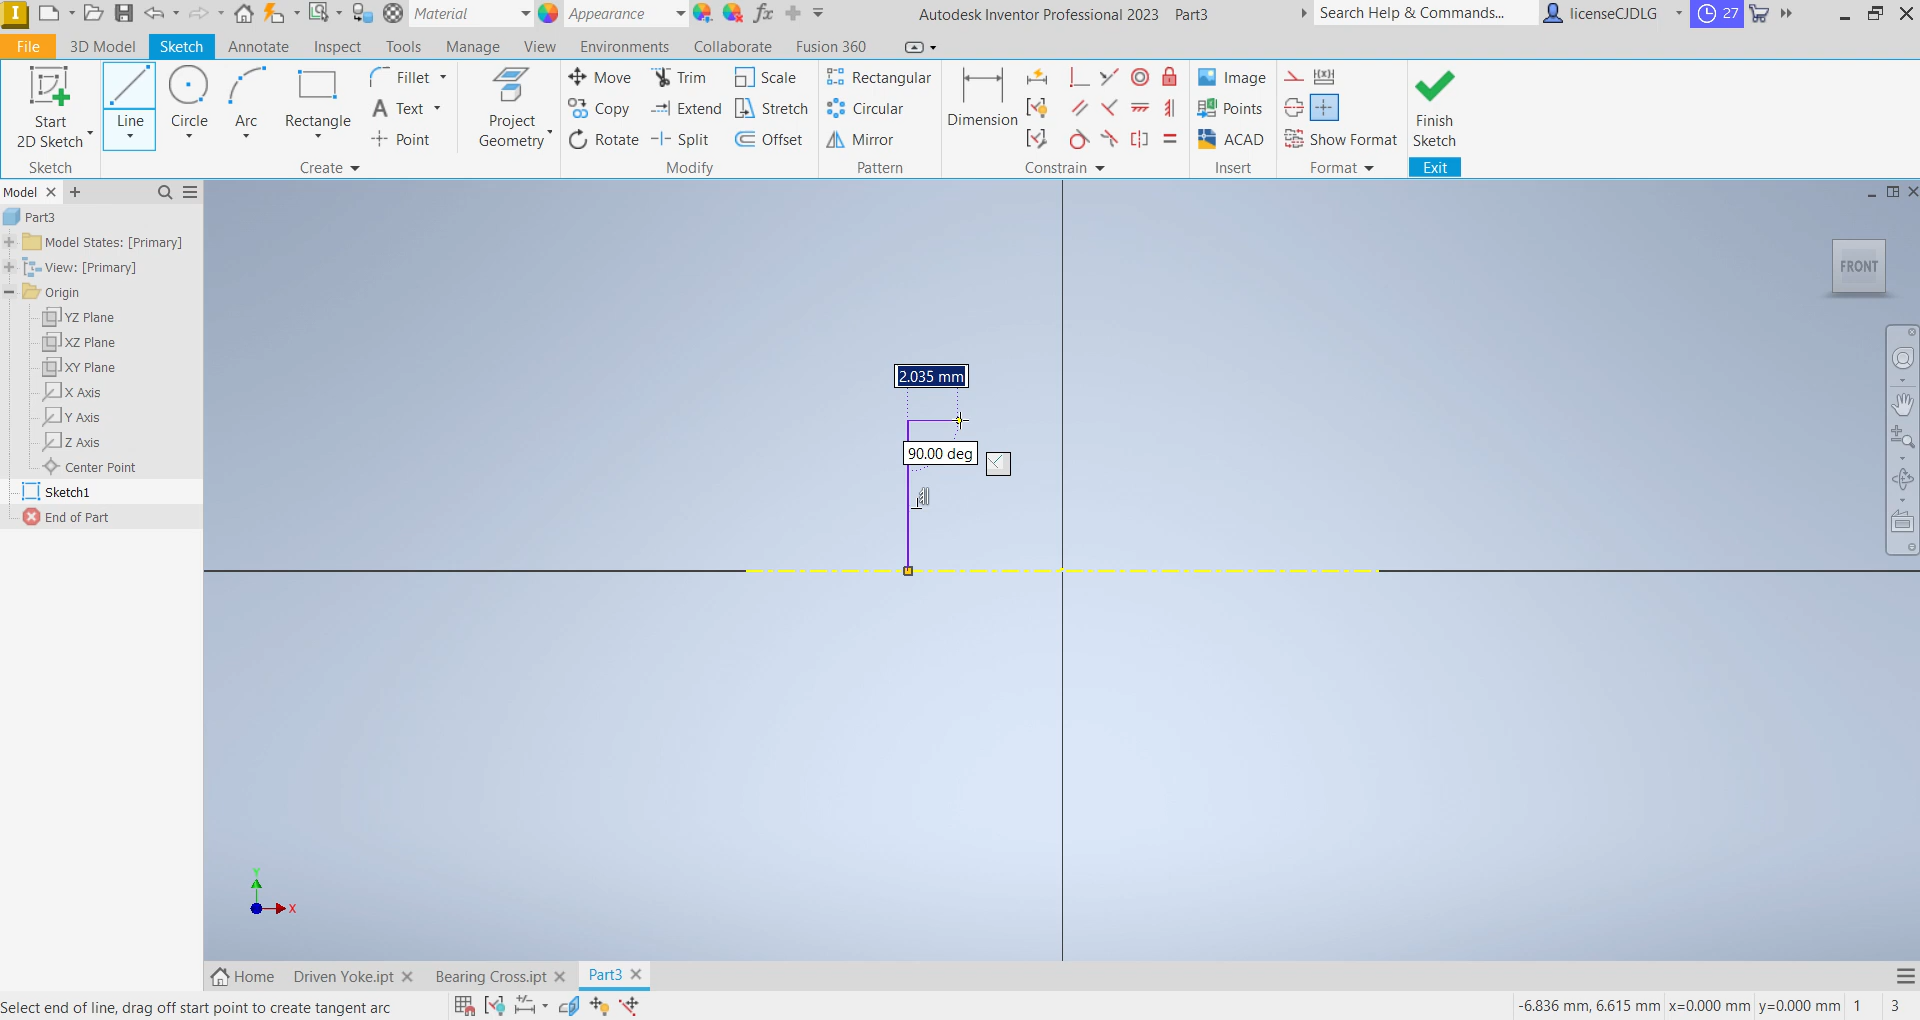 I Material Appearance fx Autodesk Inventor Professional 2023 Part3 Search Help & Commands... licenseCJDLG 27
File 3D Model Sketch Annotate Inspect Tools Manage View Environments Collaborate Fusion 360
Start
2D Sketch
Line Circle Arc Rectangle
Fillet
A Text
Point
Project
Geometry
Move Trim Scale
Copy Extend Stretch
Rotate Split Offset
Rectangular
Circular
Mirror
Dimension
Image
Points
ACAD
Show Format
Finish
Sketch
Sketch Create Modify Pattern Constrain Insert Format Exit
Model
Part3
Model States: [Primary]
View: [Primary]
Origin
YZ Plane
XZ Plane
XY Plane
X Axis
Y Axis
Z Axis
Center Point
Sketch1
End of Part
FRONT
2.035 mm
90.00 deg
Y
X
Home Driven Yoke.ipt Bearing Cross.ipt Part3
Select end of line, drag off start point to create tangent arc -6.836 mm, 6.615 mm x=0.000 mm y=0.000 mm 1 3